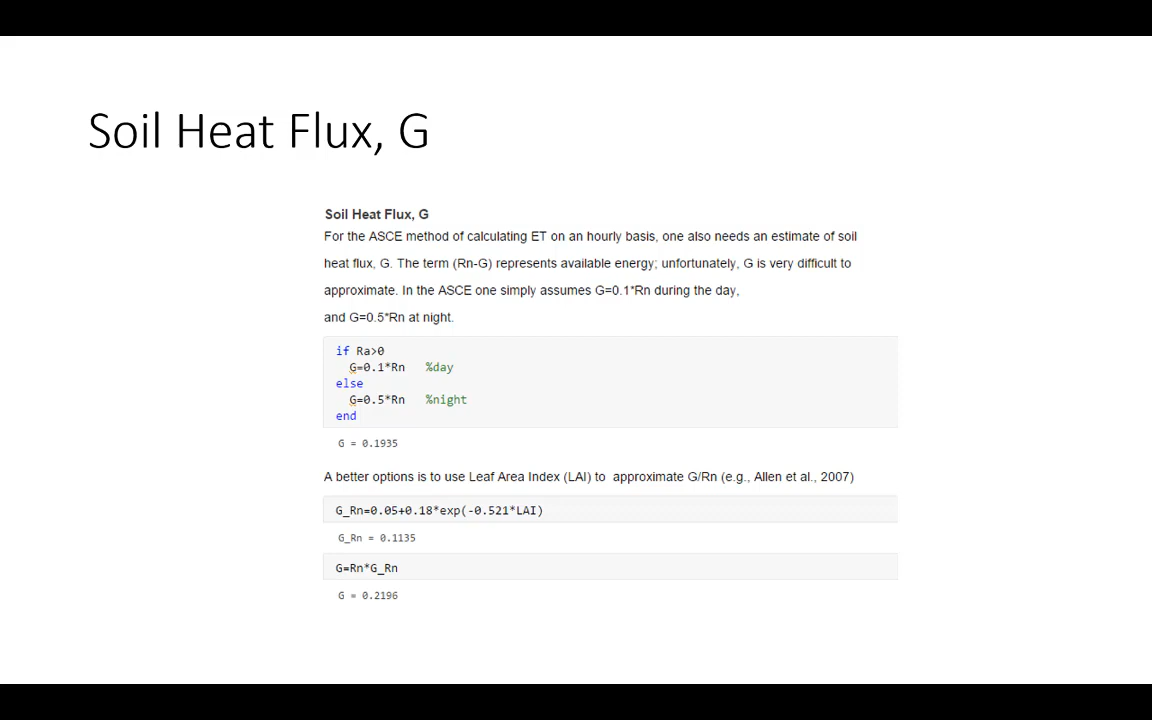 Soil Heat Flux, G
Soil Heat Flux, G
For the ASCE method of calculating ET on an hourly basis, one also needs an estimate of soil
heat flux, G. The term (Rn-G) represents available energy; unfortunately, G is very difficult to
approximate. In the ASCE one simply assumes G=0.1*Rn during the day,
and G=0.5*Rn at night.
if Ra>0
G=0.1*Rn %day
else
G=0.5*Rn %night
end
G = 0.1935
A better options is to use Leaf Area Index (LAI) to approximate G/Rn (e.g., Allen et al., 2007)
G_Rn=0.05+0.18*exp(-0.521*LAI)
G_Rn = 0.1135
G=Rn*G_Rn
G = 0.2196